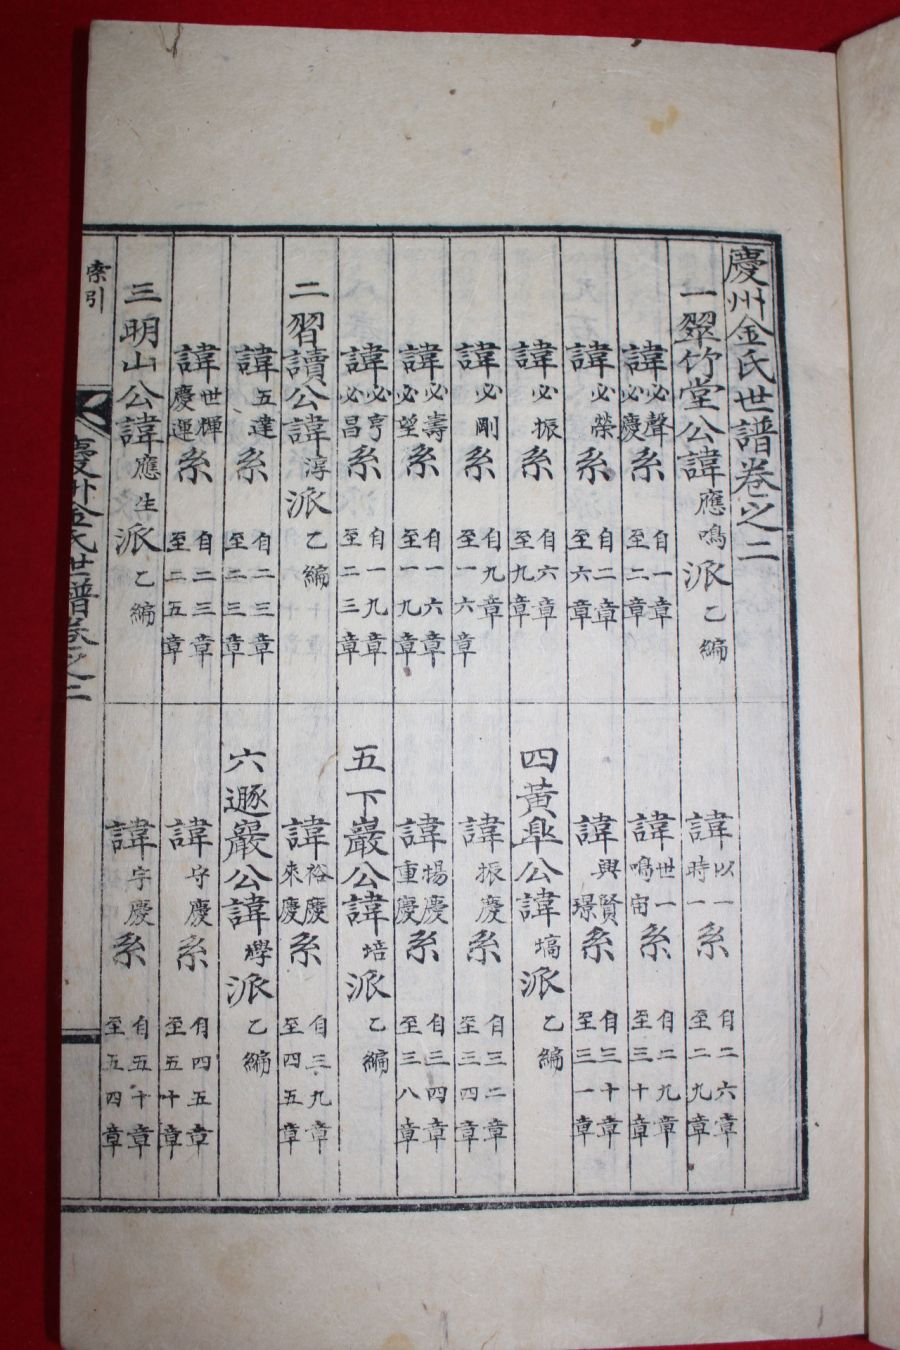 慶州金氏世譜卷之二
一翠竹堂公諱應鳴派乙編
諱必聲必慶系自一章至二章
諱必榮系自二章至六章
諱必振系自六章至九章
諱必剛系自九章至一六章
諱必壽必望系自一六章至一九章
諱必亨必昌系自一九章至二三章
二習讀公諱淳派乙編
諱五達系自二三章至二三章
諱世輝慶運系自二三章至二五章
三明山公諱應生派乙編
諱以一時一系自二六章至二九章
諱世一鳴系自二九章至三十章
諱興賢璟系自三十章至三一章
四黃皐公諱塙派乙編
諱振慶系自三二章至三四章
諱揚慶重慶系自三四章至三八章
五下巖公諱培派乙編
諱裕慶來慶系自三九章至四五章
六遯巖公諱壆派乙編
諱守慶系自四五章至五十章
諱宇慶系自五十章至五四章
索引
慶州金氏世譜卷之二